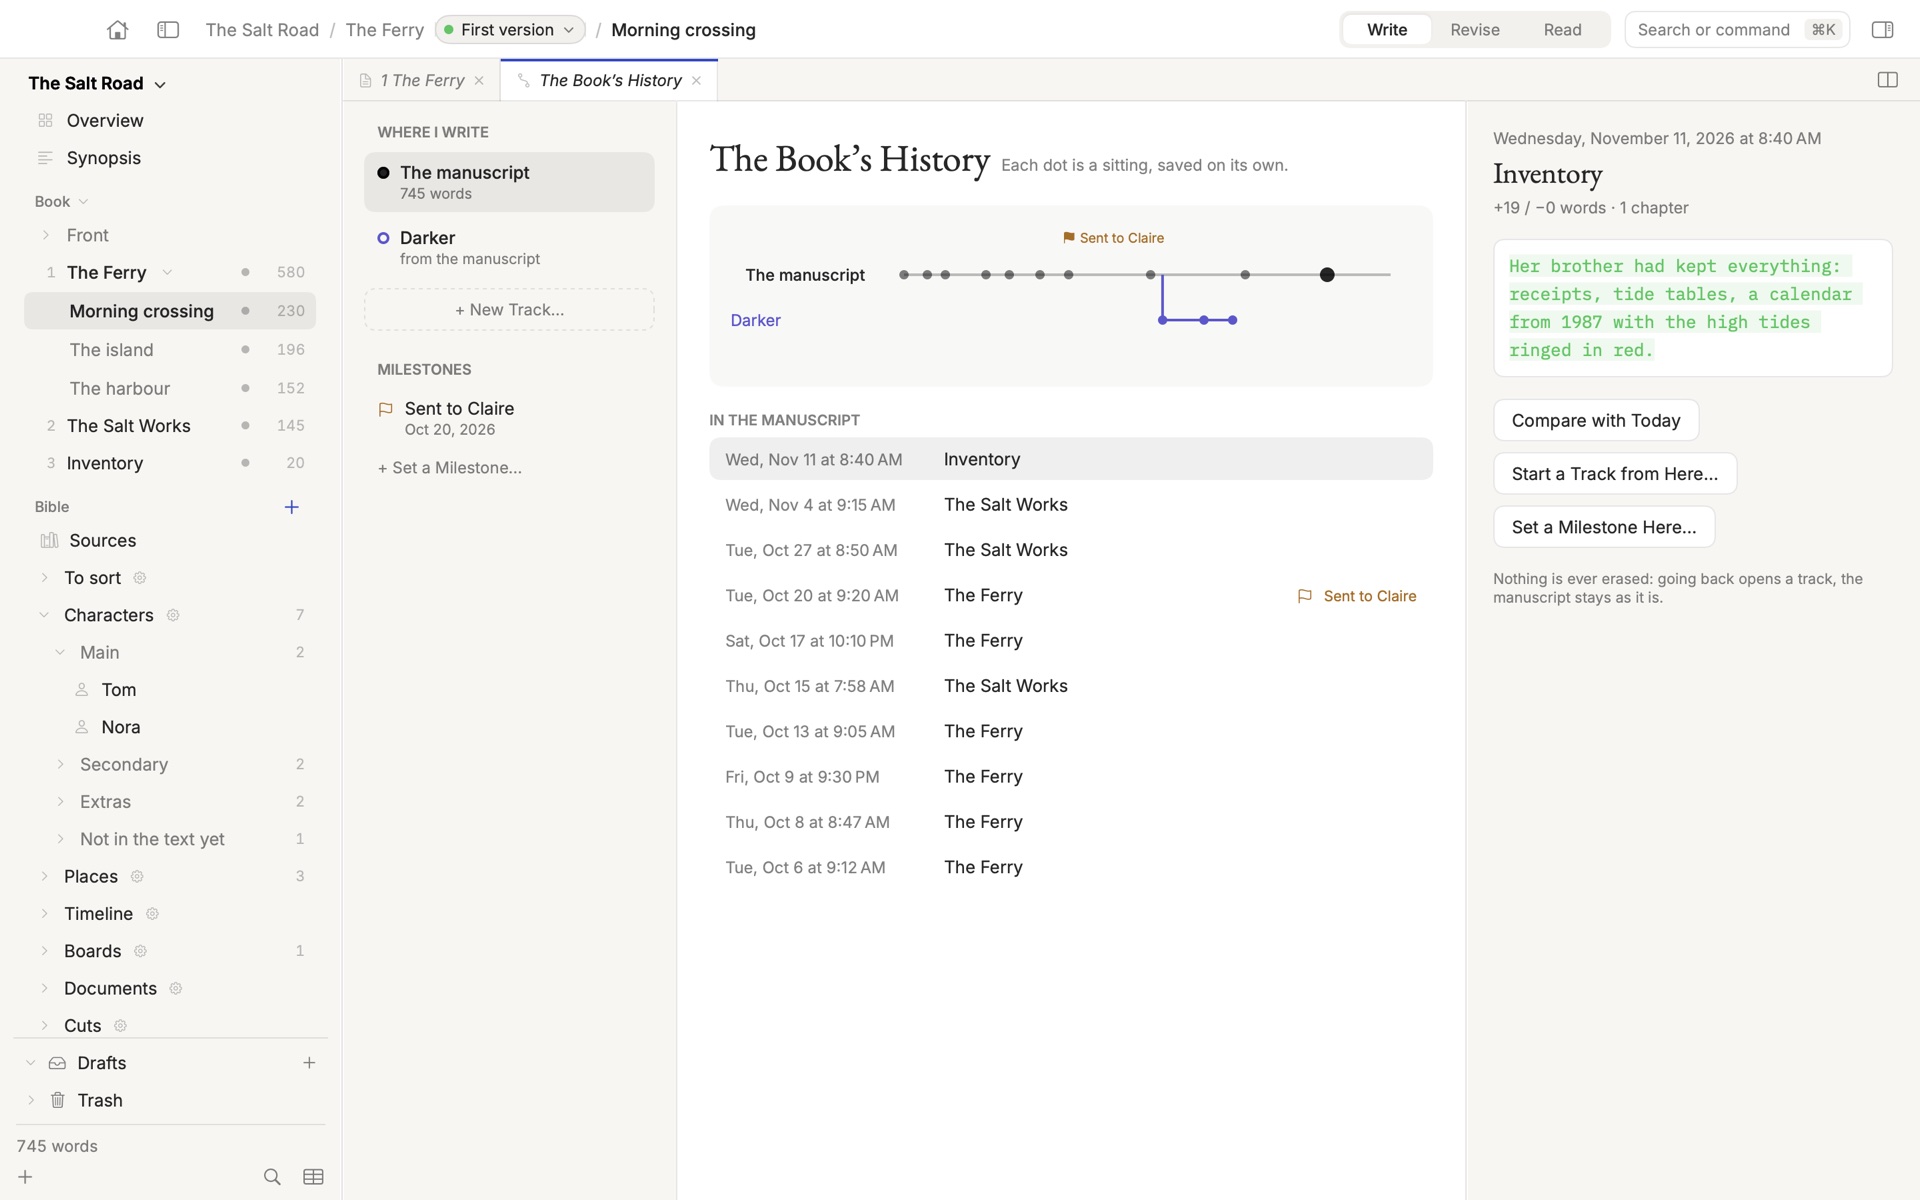 The Salt Road / The Ferry First version / Morning crossing
Write Revise Read
Search or command ⌘K
The Salt Road
Overview
Synopsis
Book
Front
1 The Ferry 580
Morning crossing 230
The island 196
The harbour 152
2 The Salt Works 145
3 Inventory 20
Bible
Sources
To sort
Characters 7
Main 2
Tom
Nora
Secondary 2
Extras 2
Not in the text yet 1
Places 3
Timeline
Boards 1
Documents
Cuts
Drafts
Trash
745 words
1 The Ferry
The Book’s History
WHERE I WRITE
The manuscript
745 words
Darker
from the manuscript
+ New Track...
MILESTONES
Sent to Claire
Oct 20, 2026
+ Set a Milestone...
The Book’s History Each dot is a sitting, saved on its own.
Sent to Claire
The manuscript
Darker
IN THE MANUSCRIPT
Wed, Nov 11 at 8:40 AM Inventory
Wed, Nov 4 at 9:15 AM The Salt Works
Tue, Oct 27 at 8:50 AM The Salt Works
Tue, Oct 20 at 9:20 AM The Ferry Sent to Claire
Sat, Oct 17 at 10:10 PM The Ferry
Thu, Oct 15 at 7:58 AM The Salt Works
Tue, Oct 13 at 9:05 AM The Ferry
Fri, Oct 9 at 9:30 PM The Ferry
Thu, Oct 8 at 8:47 AM The Ferry
Tue, Oct 6 at 9:12 AM The Ferry
Wednesday, November 11, 2026 at 8:40 AM
Inventory
+19 / −0 words · 1 chapter
Her brother had kept everything:
receipts, tide tables, a calendar
from 1987 with the high tides
ringed in red.
Compare with Today
Start a Track from Here...
Set a Milestone Here...
Nothing is ever erased: going back opens a track, the
manuscript stays as it is.